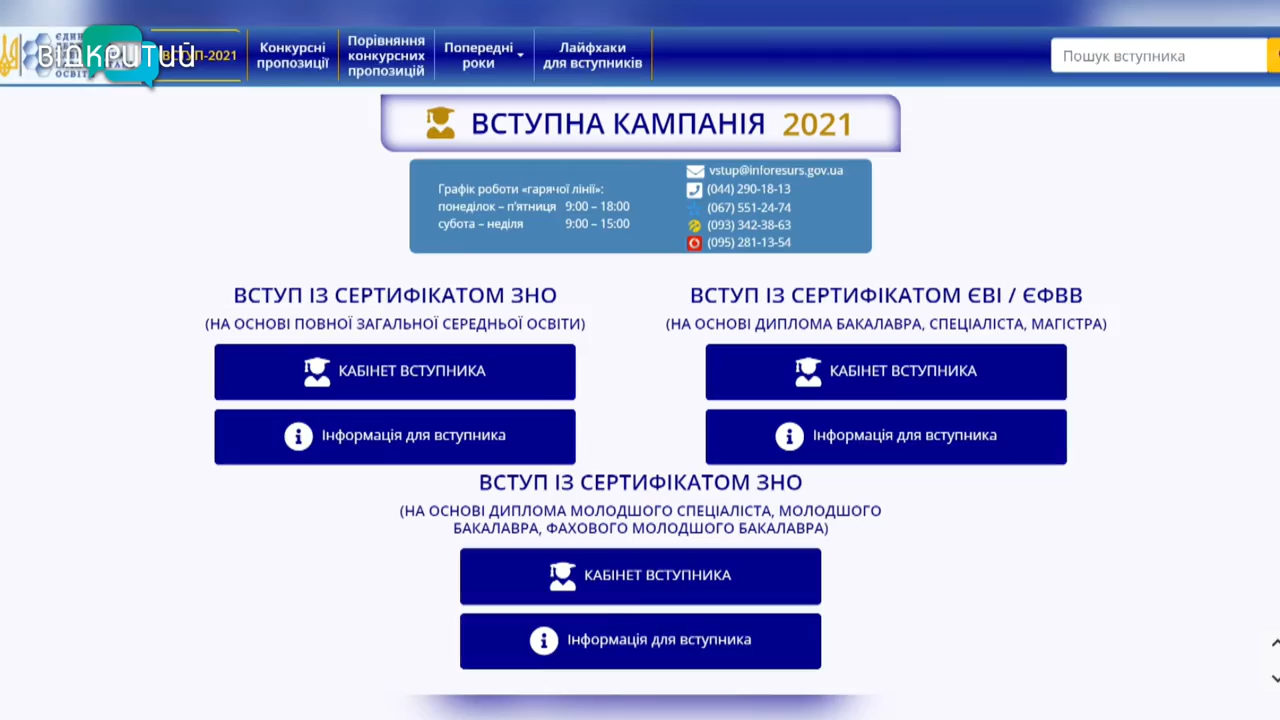 ВІДКРИТИЙ
ВСТУП-2021
Конкурсні
пропозиції
Порівняння
конкурсних
пропозицій
Попередні
роки
Лайфхаки
для вступників
Пошук вступника
ВСТУПНА КАМПАНІЯ 2021
Графік роботи «гарячої лінії»:
понеділок – п’ятниця 9:00 – 18:00
субота – неділя 9:00 – 15:00
vstup@inforesurs.gov.ua
(044) 290-18-13
(067) 551-24-74
(093) 342-38-63
(095) 281-13-54
ВСТУП ІЗ СЕРТИФІКАТОМ ЗНО
(НА ОСНОВІ ПОВНОЇ ЗАГАЛЬНОЇ СЕРЕДНЬОЇ ОСВІТИ)
КАБІНЕТ ВСТУПНИКА
Інформація для вступника
ВСТУП ІЗ СЕРТИФІКАТОМ ЄВІ / ЄФВВ
(НА ОСНОВІ ДИПЛОМА БАКАЛАВРА, СПЕЦІАЛІСТА, МАГІСТРА)
КАБІНЕТ ВСТУПНИКА
Інформація для вступника
ВСТУП ІЗ СЕРТИФІКАТОМ ЗНО
(НА ОСНОВІ ДИПЛОМА МОЛОДШОГО СПЕЦІАЛІСТА, МОЛОДШОГО
БАКАЛАВРА, ФАХОВОГО МОЛОДШОГО БАКАЛАВРА)
КАБІНЕТ ВСТУПНИКА
Інформація для вступника